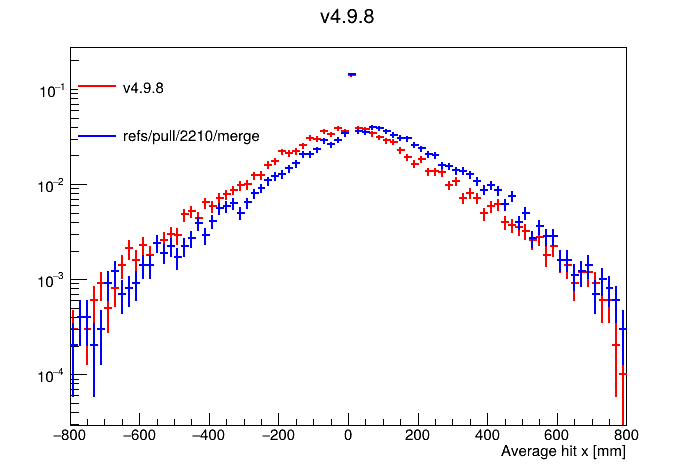 v4.9.8
10⁻¹
v4.9.8
refs/pull/2210/merge
10⁻²
10⁻³
10⁻⁴
−800 −600 −400 −200 0 200 400 600 800
Average hit x [mm]